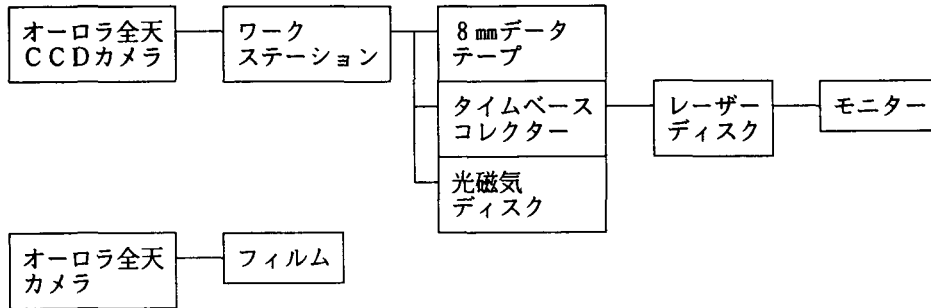 オーロラ全天
CCDカメラ
ワーク
ステーション
8㎜データ
テープ
タイムベース
コレクター
光磁気
ディスク
レーザー
ディスク
モニター
オーロラ全天
カメラ
フィルム